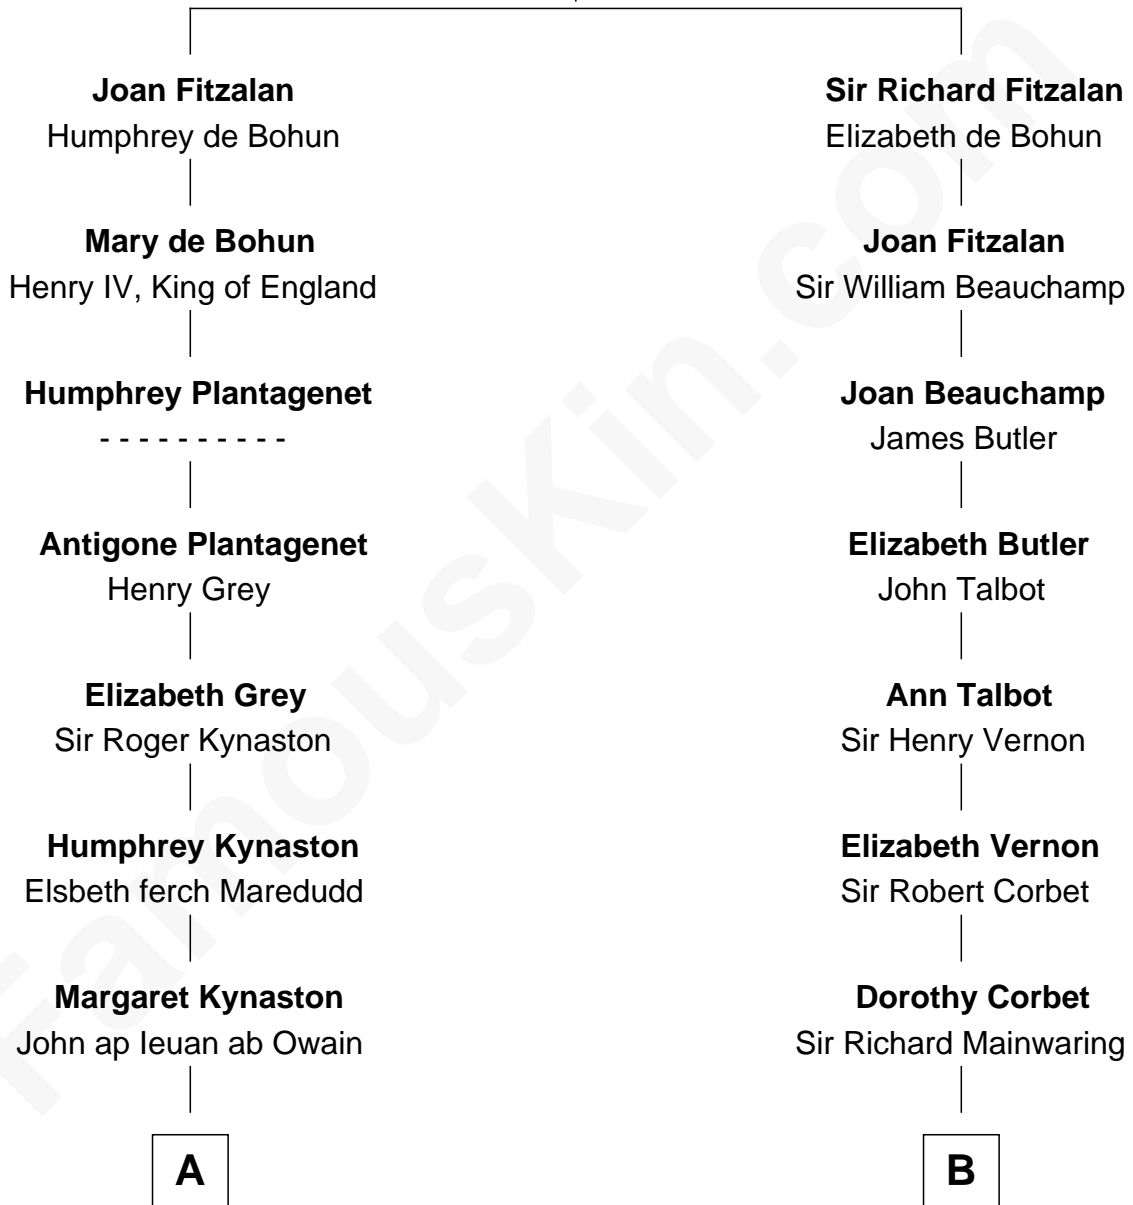 Joan Fitzalan
Humphrey de Bohun
Mary de Bohun
Henry IV, King of England
Humphrey Plantagenet
- - - - - - - - - -
Antigone Plantagenet
Henry Grey
Elizabeth Grey
Sir Roger Kynaston
Humphrey Kynaston
Elsbeth ferch Maredudd
Margaret Kynaston
John ap Ieuan ab Owain
A
Sir Richard Fitzalan
Elizabeth de Bohun
Joan Fitzalan
Sir William Beauchamp
Joan Beauchamp
James Butler
Elizabeth Butler
John Talbot
Ann Talbot
Sir Henry Vernon
Elizabeth Vernon
Sir Robert Corbet
Dorothy Corbet
Sir Richard Mainwaring
B
FamousKin.com